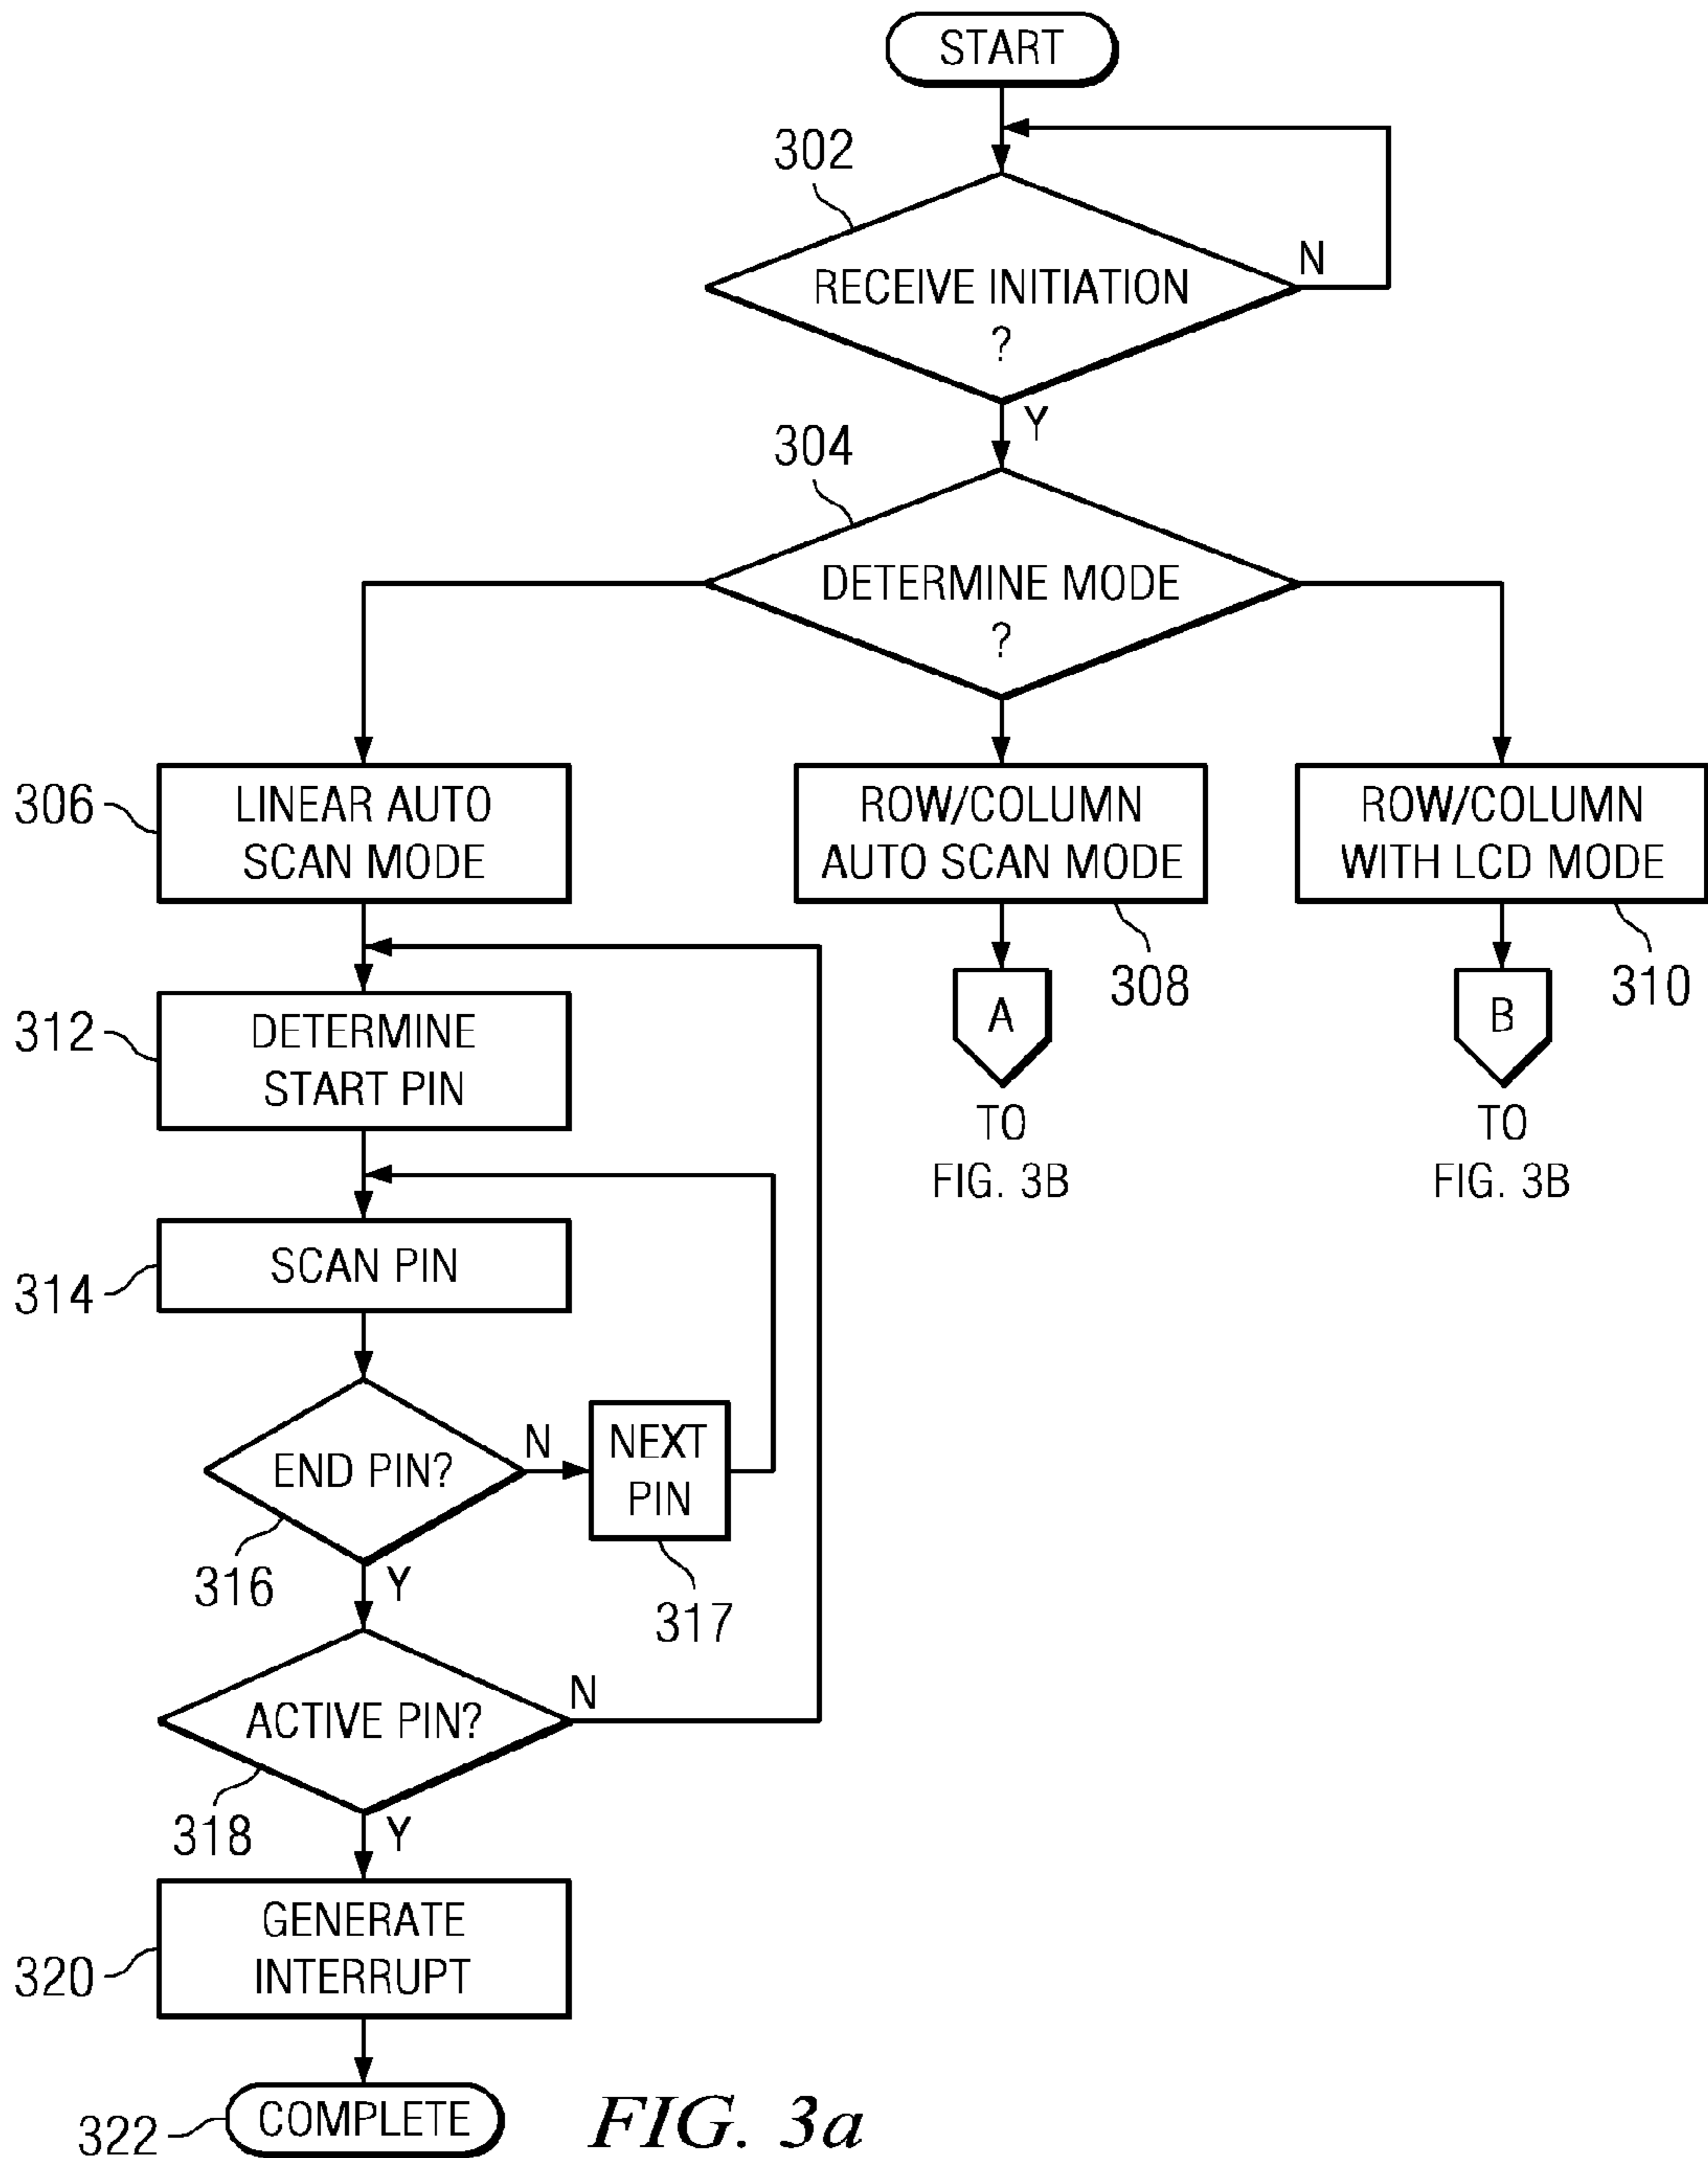 START
302
RECEIVE INITIATION
?
N
Y
304
DETERMINE MODE
?
306
LINEAR AUTO
SCAN MODE
ROW/COLUMN
AUTO SCAN MODE
308
ROW/COLUMN
WITH LCD MODE
310
A
TO
FIG. 3B
B
TO
FIG. 3B
312
DETERMINE
START PIN
314
SCAN PIN
END PIN?
316
N
NEXT
PIN
317
Y
ACTIVE PIN?
318
N
Y
320
GENERATE
INTERRUPT
322
COMPLETE
FIG. 3a